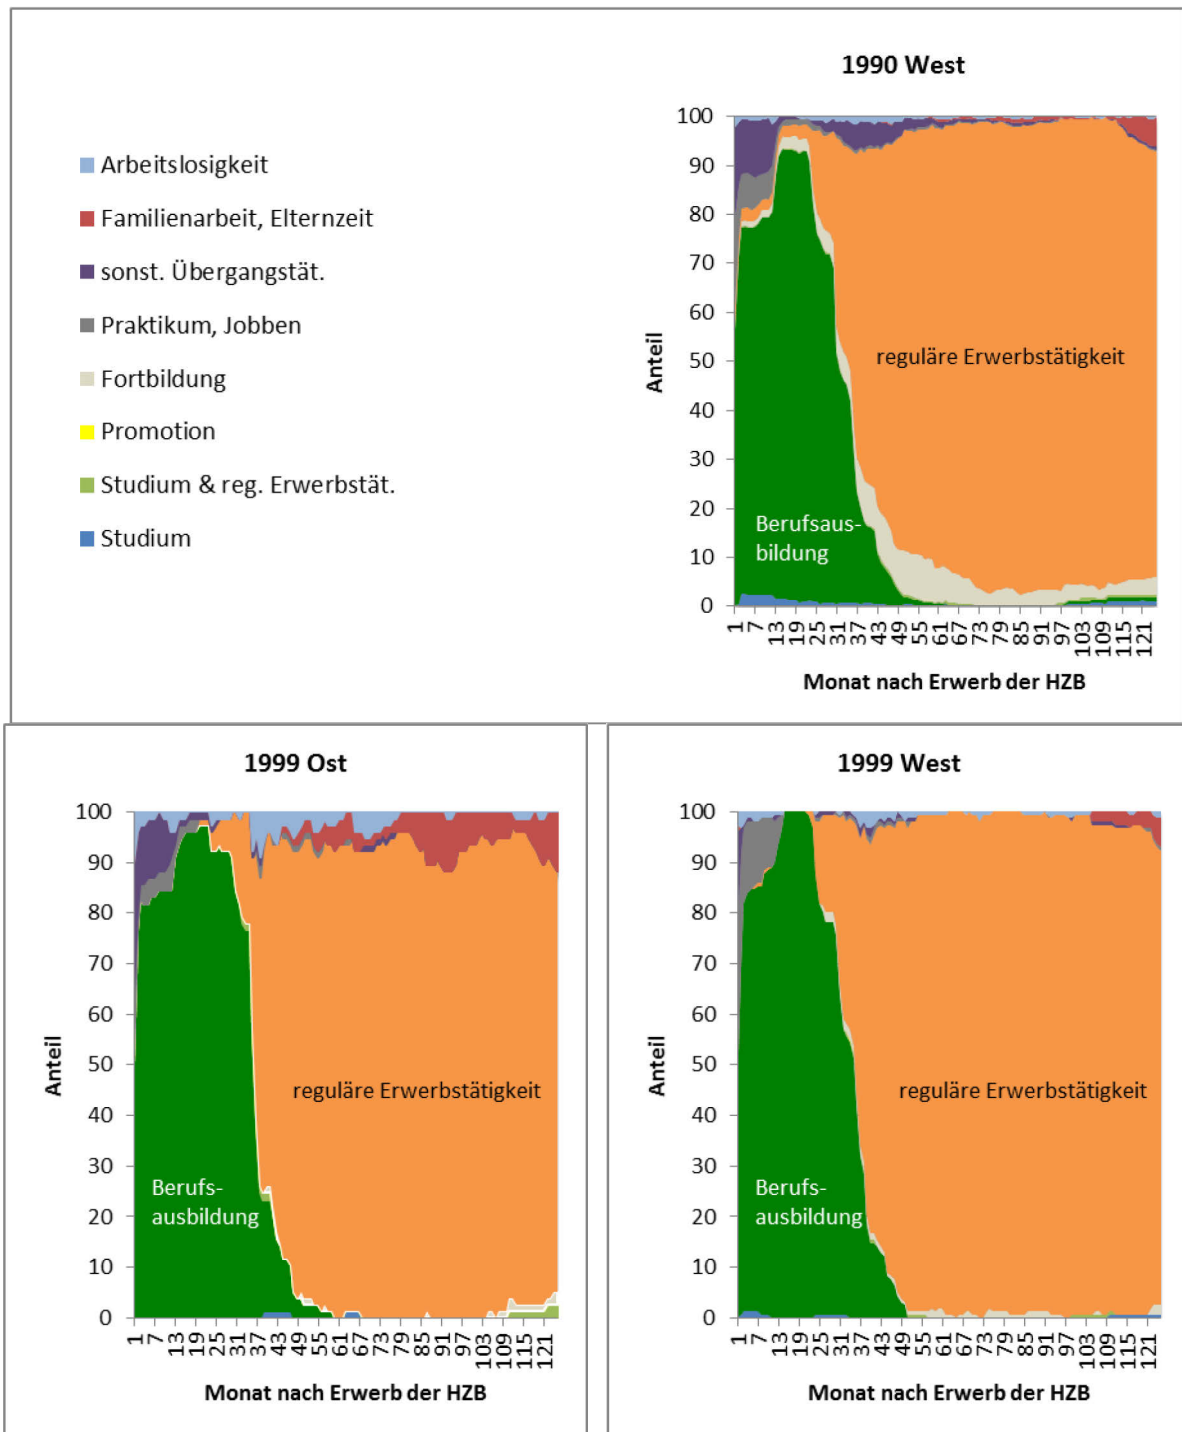 1990 West
Arbeitslosigkeit
Familienarbeit, Elternzeit
sonst. Übergangstät.
Praktikum, Jobben
Fortbildung
Promotion
Studium & reg. Erwerbstät.
Studium
100
90
80
70
60
50
40
30
20
10
0
Anteil
reguläre Erwerbstätigkeit
Berufsaus-
bildung
1 7 13 19 25 31 37 43 49 55 61 67 73 79 85 91 97 103 109 115 121
Monat nach Erwerb der HZB
1999 Ost
100
90
80
70
60
50
40
30
20
10
0
Anteil
reguläre Erwerbstätigkeit
Berufs-
ausbildung
1 7 13 19 25 31 37 43 49 55 61 67 73 79 85 91 97 103 109 115 121
Monat nach Erwerb der HZB
1999 West
100
90
80
70
60
50
40
30
20
10
0
Anteil
reguläre Erwerbstätigkeit
Berufs-
ausbildung
1 7 13 19 25 31 37 43 49 55 61 67 73 79 85 91 97 103 109 115 121
Monat nach Erwerb der HZB